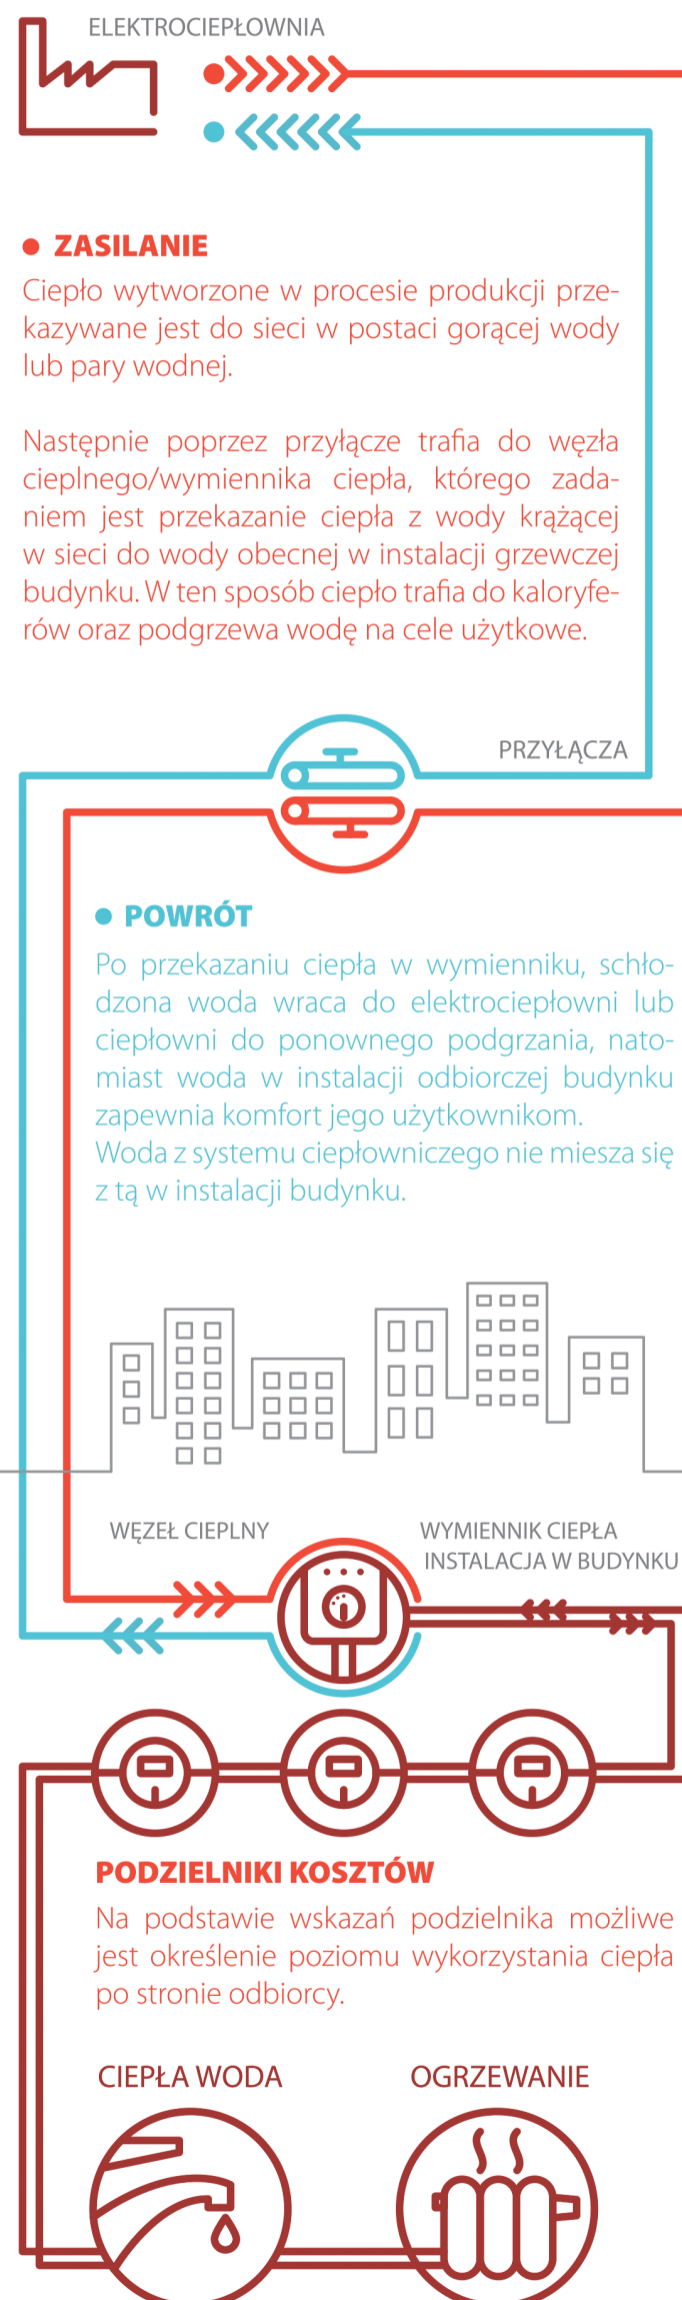 ELEKTROCIEPŁOWNIA
ZASILANIE
Ciepło wytworzone w procesie produkcji prze-
kazywane jest do sieci w postaci gorącej wody
lub pary wodnej.
Następnie poprzez przyłącze trafia do węzła
cieplnego/wymiennika ciepła, którego zada-
niem jest przekazanie ciepła z wody krążącej
w sieci do wody obecnej w instalacji grzewczej
budynku. W ten sposób ciepło trafia do kaloryfe-
rów oraz podgrzewa wodę na cele użytkowe.
PRZYŁĄCZA
POWRÓT
Po przekazaniu ciepła w wymienniku, schło-
dzona woda wraca do elektrociepłowni lub
ciepłowni do ponownego podgrzania, nato-
miast woda w instalacji odbiorczej budynku
zapewnia komfort jego użytkownikom.
Woda z systemu ciepłowniczego nie miesza się
z tą w instalacji budynku.
WĘZEŁ CIEPLNY
WYMIENNIK CIEPŁA
INSTALACJA W BUDYNKU
PODZIELNIKI KOSZTÓW
Na podstawie wskazań podzielnika możliwe
jest określenie poziomu wykorzystania ciepła
po stronie odbiorcy.
CIEPŁA WODA
OGRZEWANIE